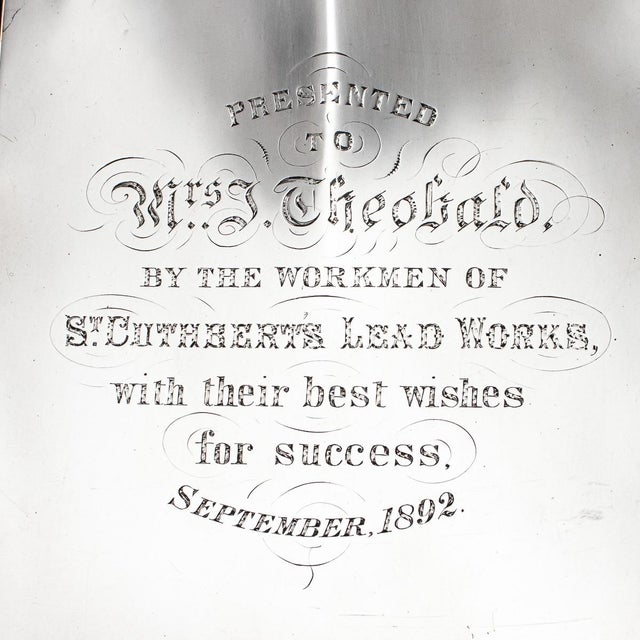 PRESENTED
TO
Mrs. J. Theobald.
BY THE WORKMEN OF
ST. CUTHBERT'S LEAD WORKS,
with their best wishes
for success,
SEPTEMBER, 1892.